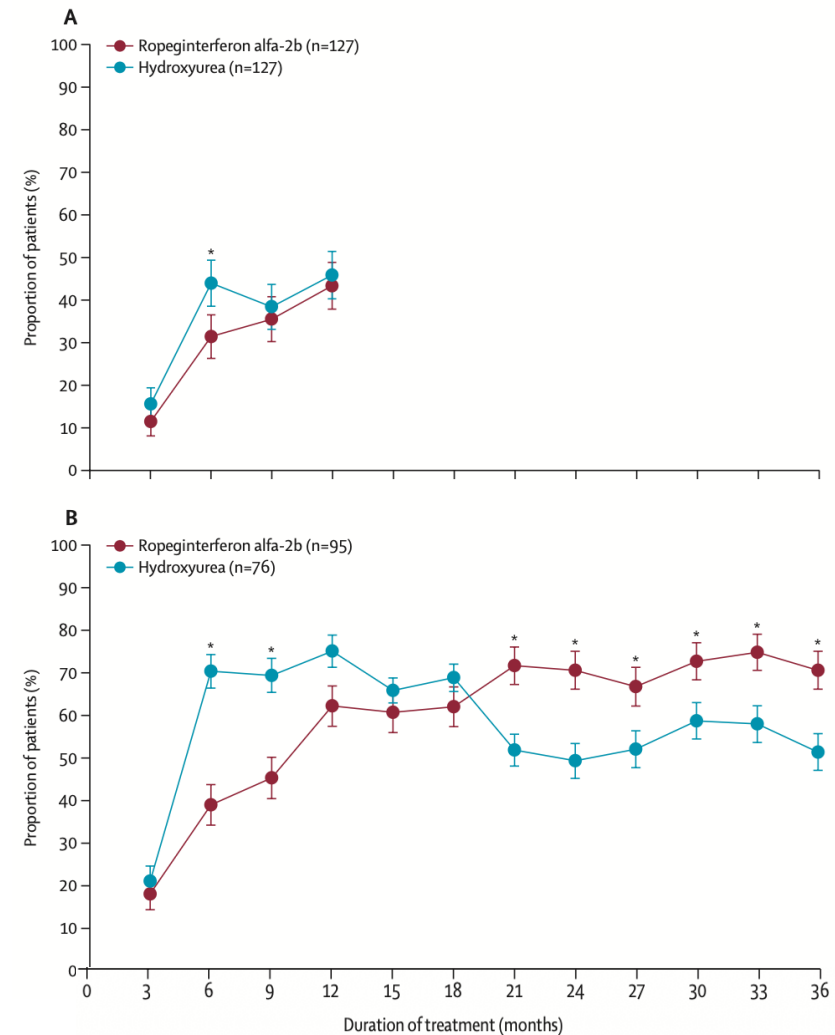 A
100
90
80
70
60
50
40
30
20
10
0
Proportion of patients (%)
Ropeginterferon alfa-2b (n=127)
Hydroxyurea (n=127)
*
B
100
90
80
70
60
50
40
30
20
10
0
Proportion of patients (%)
Ropeginterferon alfa-2b (n=95)
Hydroxyurea (n=76)
* * * * * * * *
0 3 6 9 12 15 18 21 24 27 30 33 36
Duration of treatment (months)